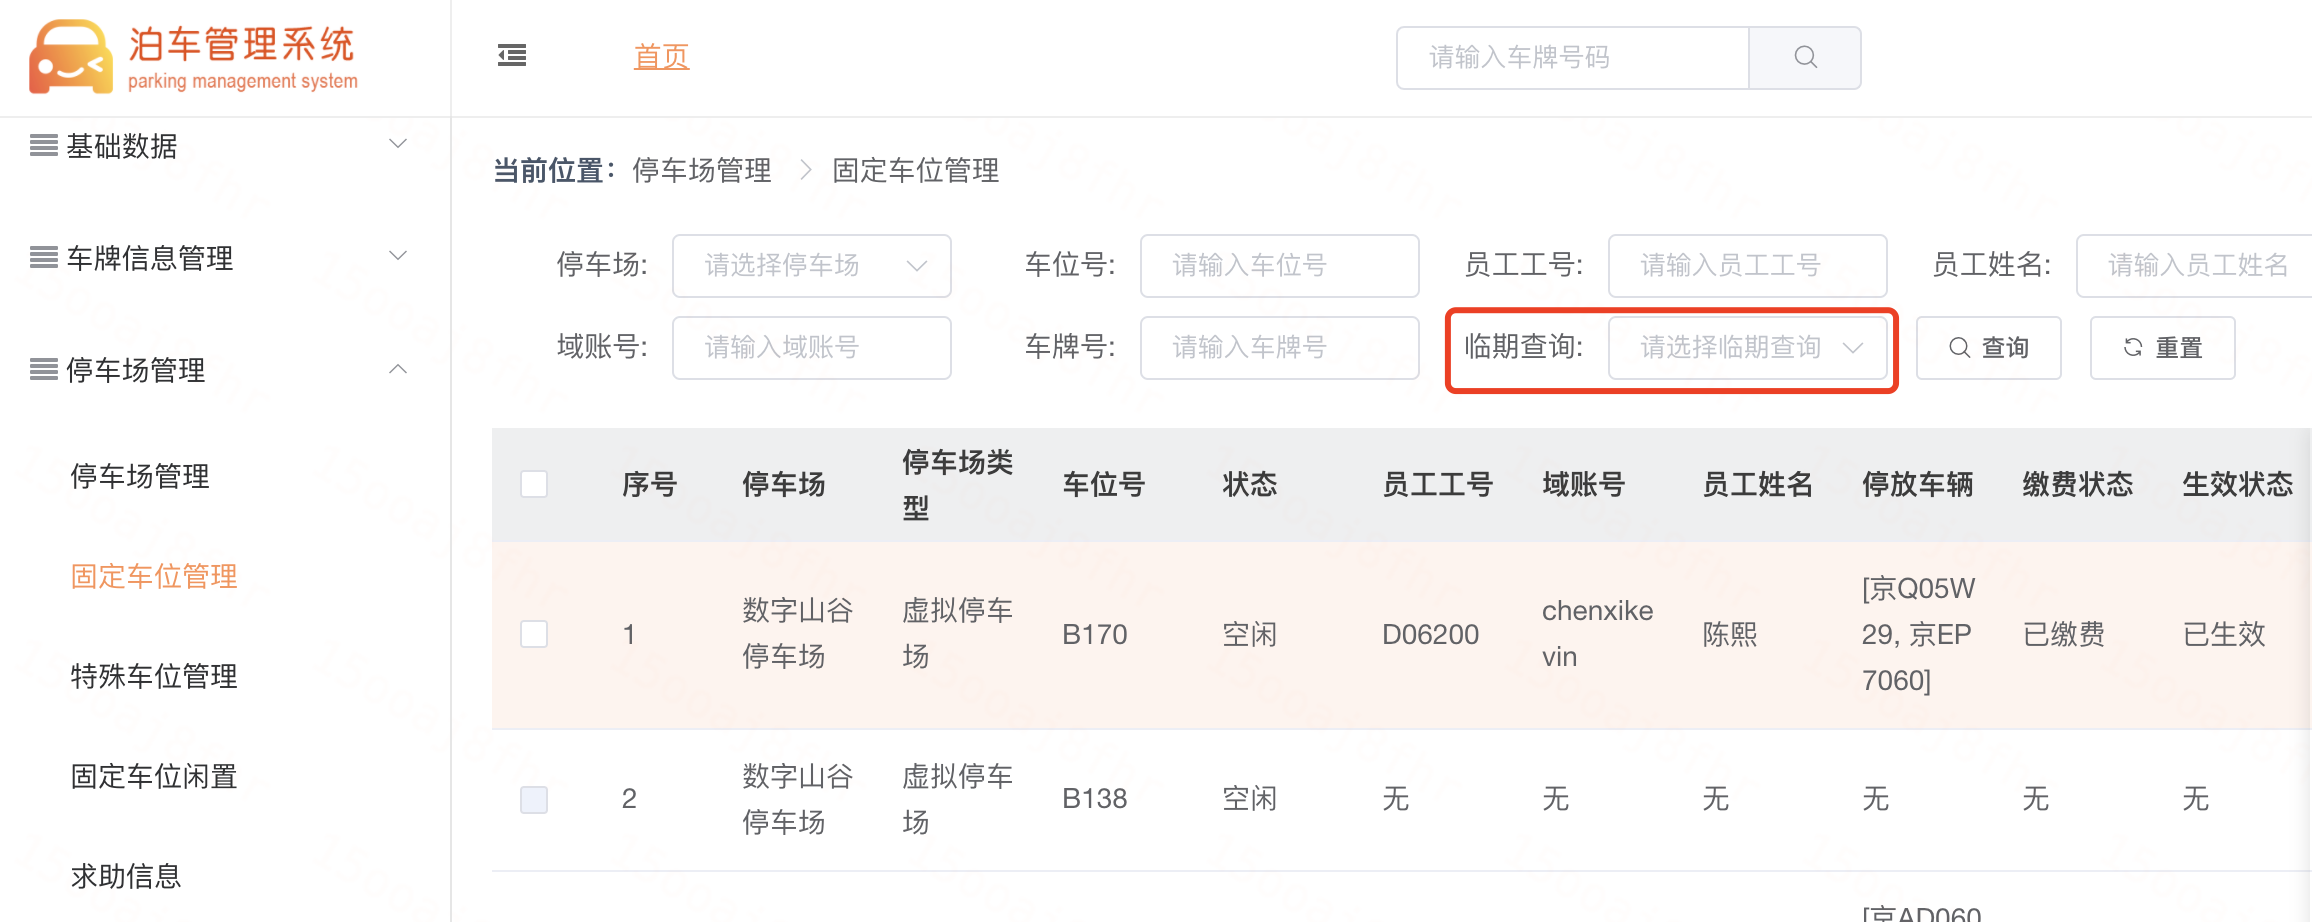 泊车管理系统
parking management system
首页
请输入车牌号码
基础数据
车牌信息管理
停车场管理
停车场管理
固定车位管理
特殊车位管理
固定车位闲置
求助信息
当前位置： 停车场管理 > 固定车位管理
停车场: 请选择停车场 车位号: 请输入车位号 员工工号: 请输入员工工号 员工姓名: 请输入员工姓名
域账号: 请输入域账号 车牌号: 请输入车牌号 临期查询: 请选择临期查询 查询 重置
序号 停车场 停车场类型 车位号 状态 员工工号 域账号 员工姓名 停放车辆 缴费状态 生效状态
1 数字山谷停车场 虚拟停车场 B170 空闲 D06200 chenxikevin 陈熙 [京Q05W29, 京EP7060] 已缴费 已生效
2 数字山谷停车场 虚拟停车场 B138 空闲 无 无 无 无 无 无
[京AD060